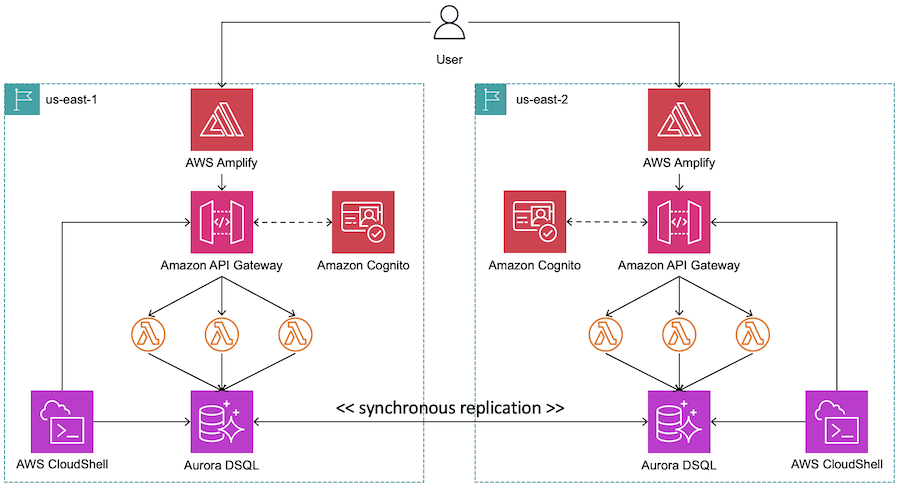 User
us-east-1
us-east-2
AWS Amplify
AWS Amplify
Amazon API Gateway
Amazon Cognito
Amazon Cognito
Amazon API Gateway
<< synchronous replication >>
AWS CloudShell
Aurora DSQL
Aurora DSQL
AWS CloudShell